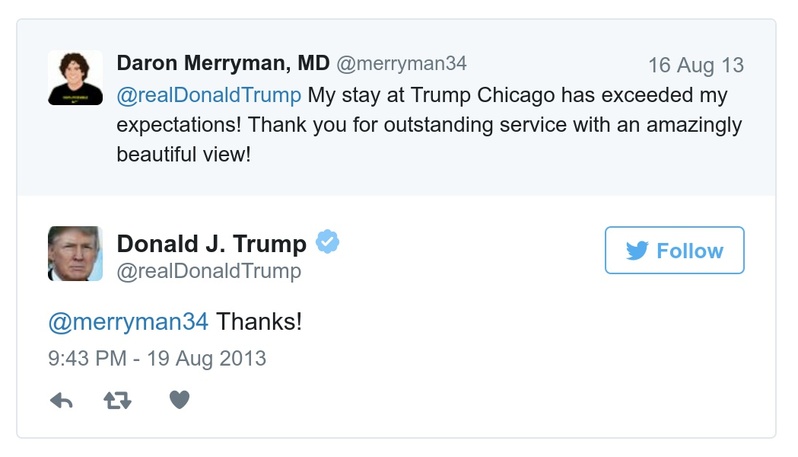 Daron Merryman, MD @merryman34 16 Aug 13
@realDonaldTrump My stay at Trump Chicago has exceeded my
expectations! Thank you for outstanding service with an amazingly
beautiful view!
Donald J. Trump
Follow
@realDonaldTrump
@merryman34 Thanks!
9:43 PM - 19 Aug 2013